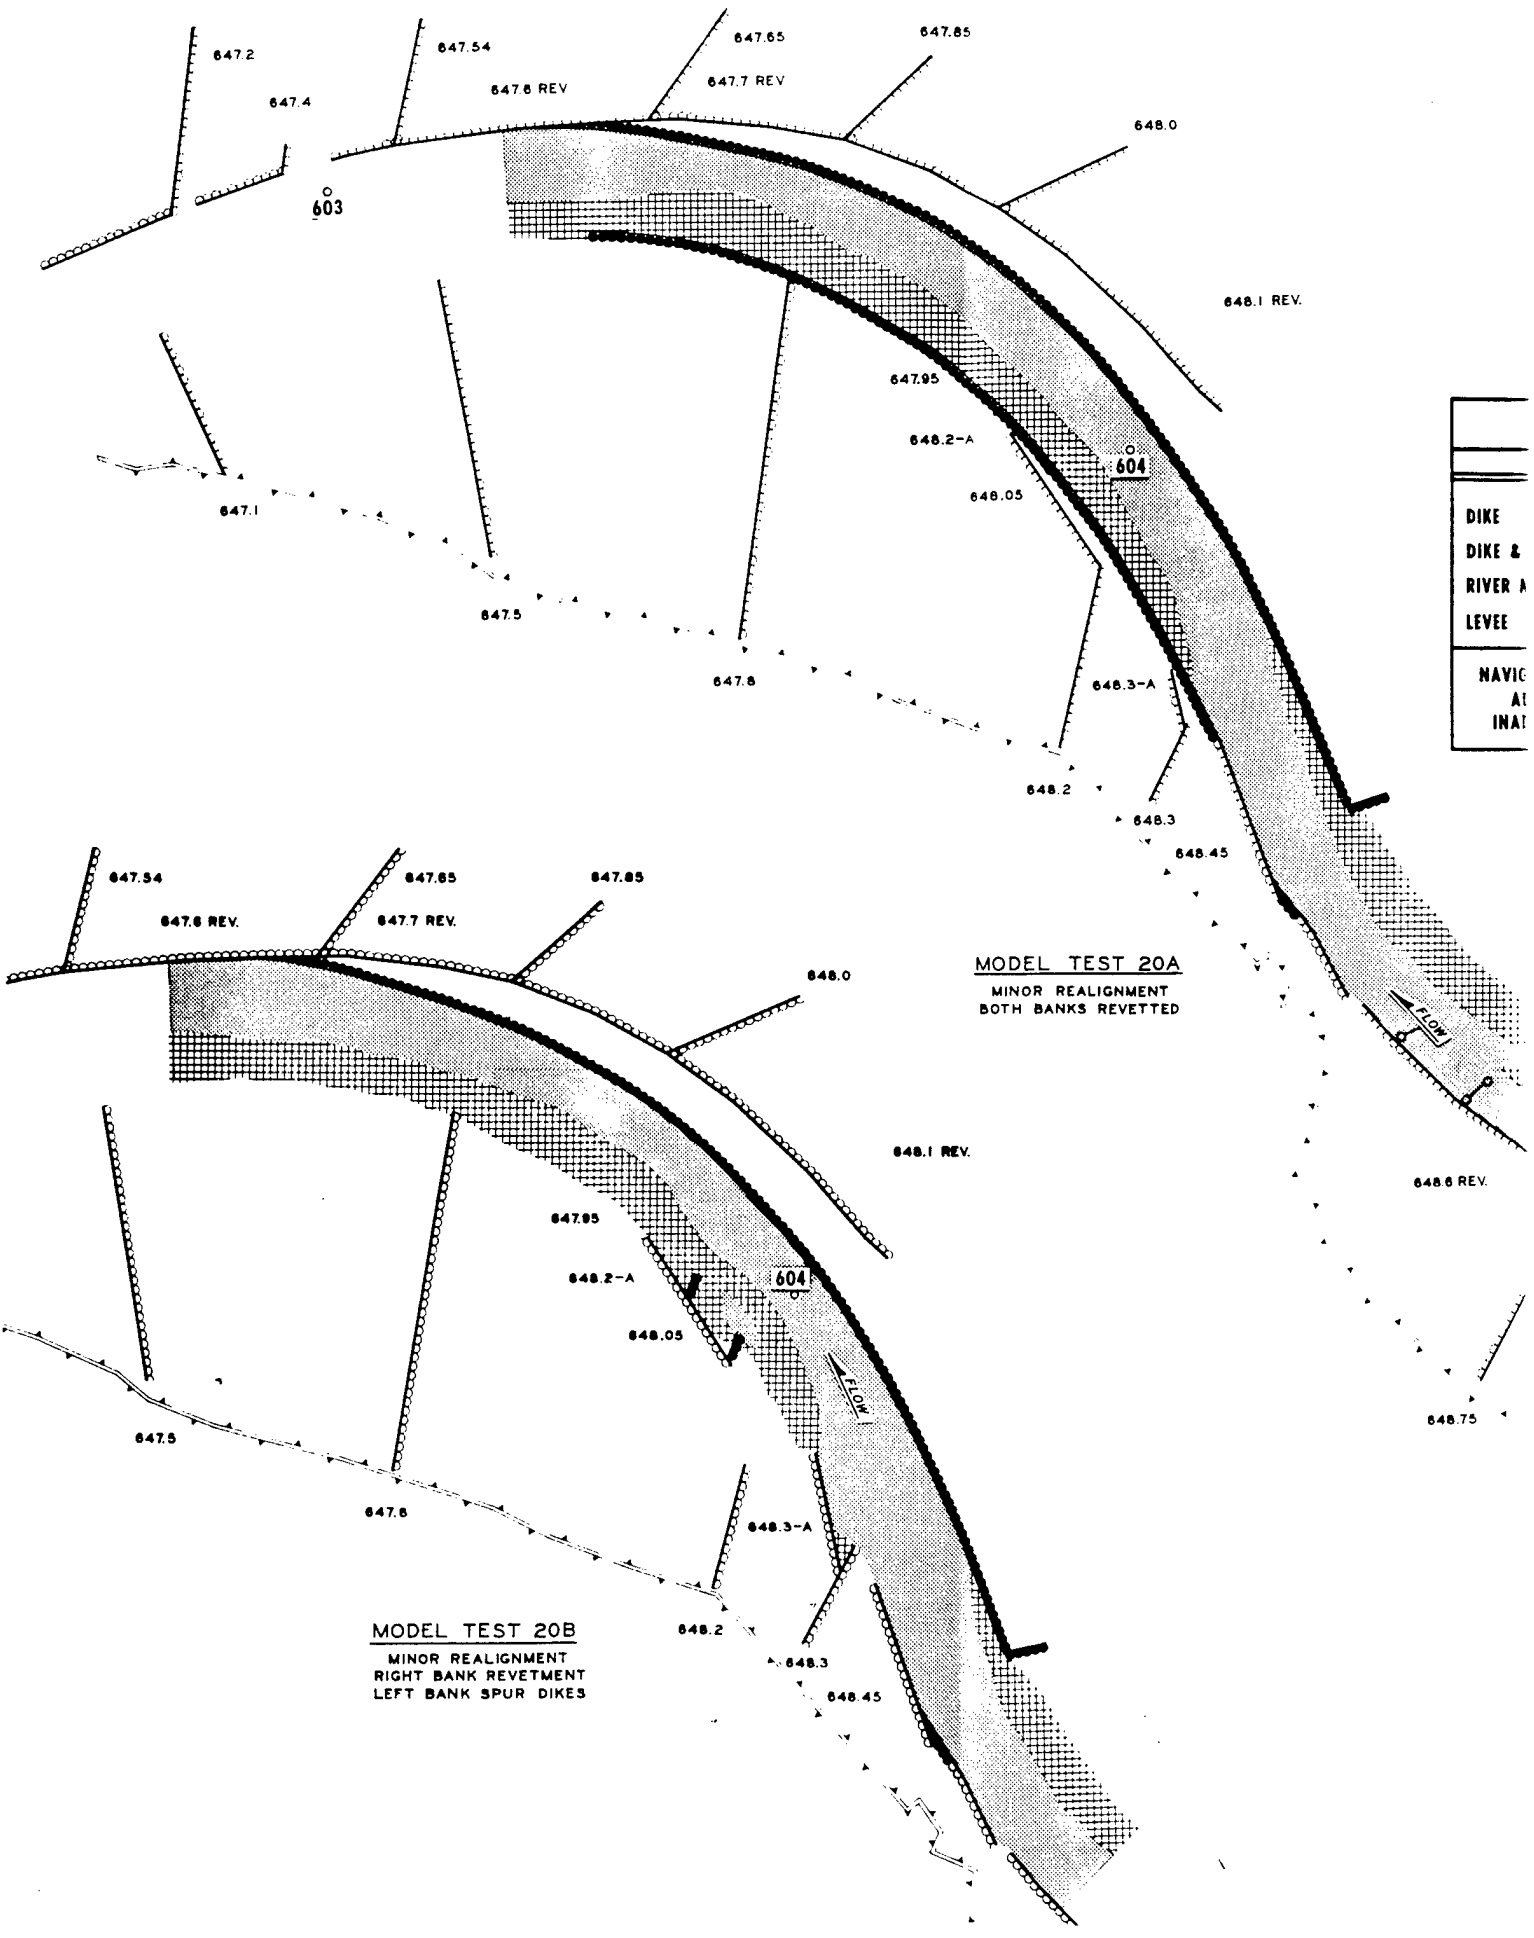 647.2
647.54
647.65
647.85
647.4
647.6 REV
647.7 REV
648.0
603
648.1 REV.
647.95
648.2-A
604
648.05
647.1
647.5
647.8
648.3-A
648.2
648.3
648.45
DIKE
DIKE &
RIVER
LEVEE
MODEL TEST 20A
MINOR REALIGNMENT
BOTH BANKS REVETTED
FLOW
648.6 REV.
648.75
647.54
647.65
647.85
647.6 REV.
647.7 REV.
648.0
648.1 REV.
647.95
648.2-A
604
648.05
FLOW
647.5
647.8
648.3-A
648.2
648.3
648.45
MODEL TEST 20B
MINOR REALIGNMENT
RIGHT BANK REVETMENT
LEFT BANK SPUR DIKES